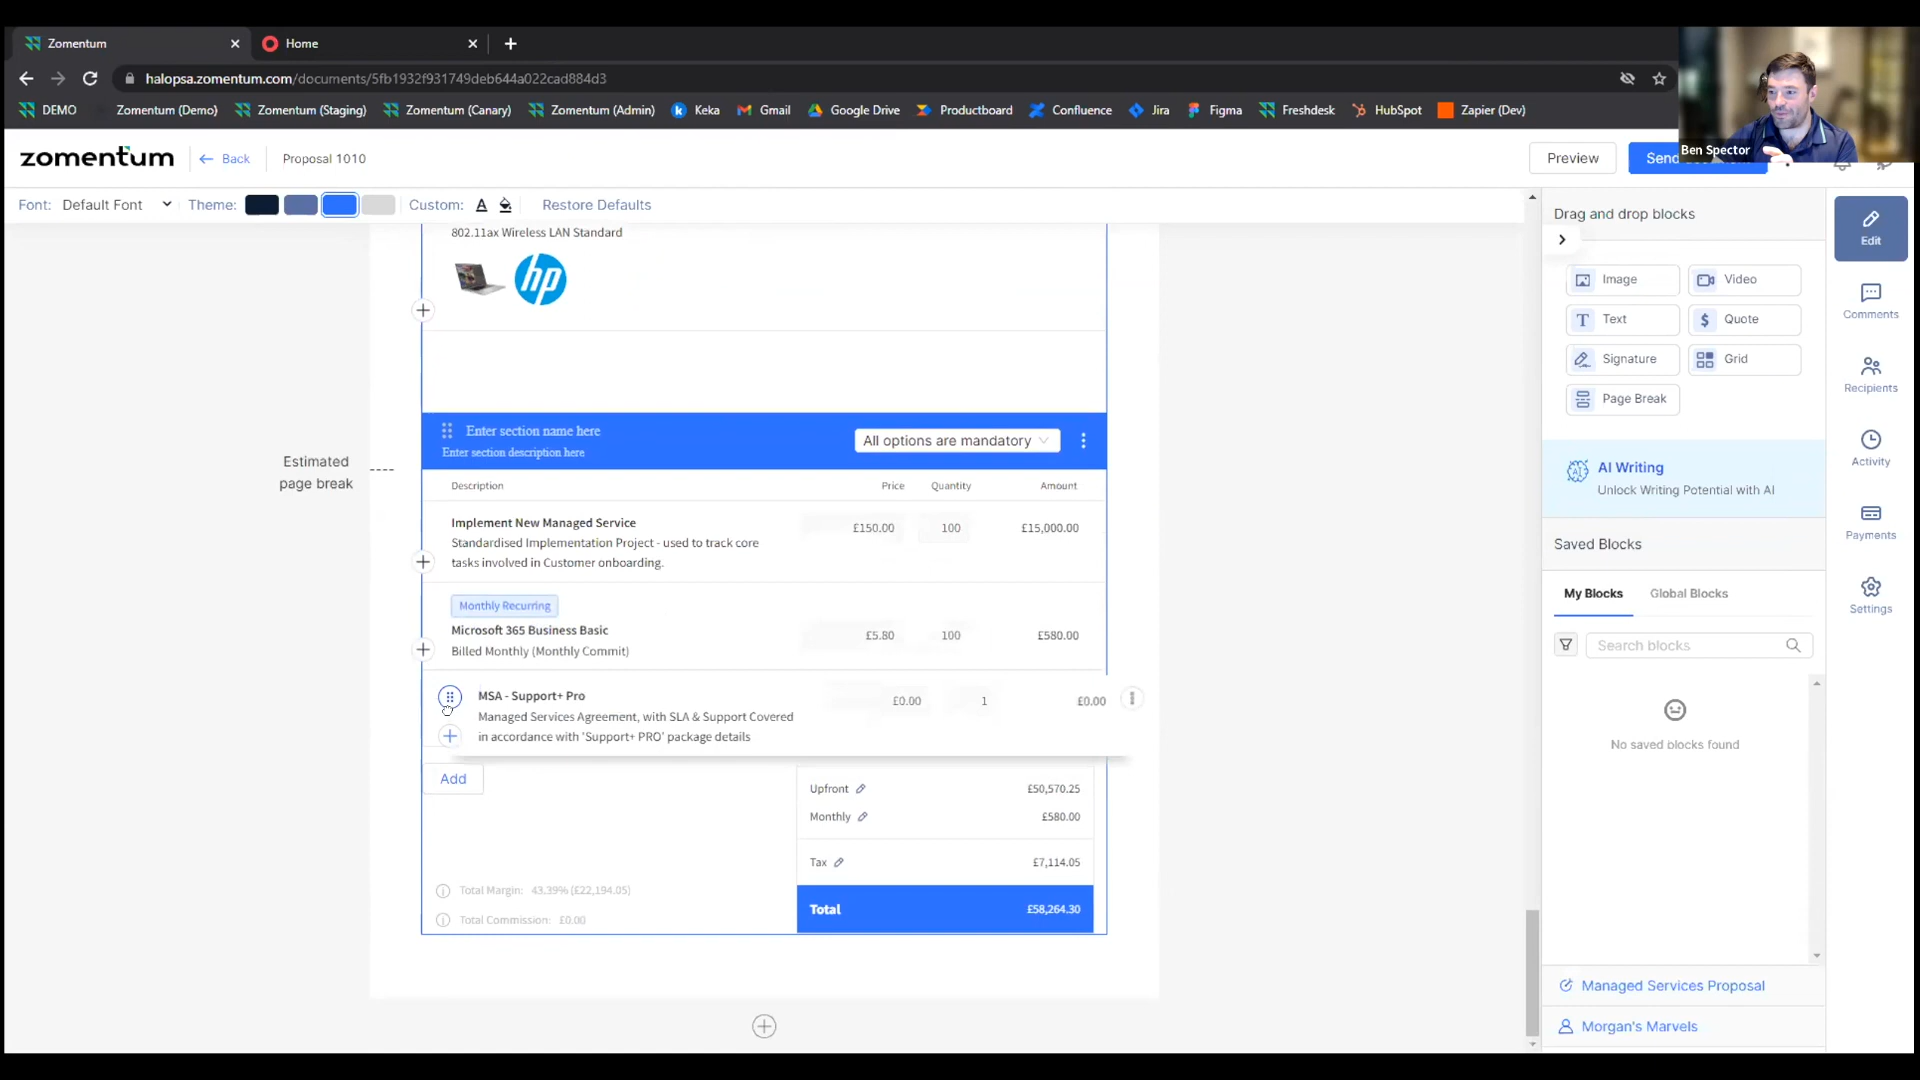 Zomentum
Home
halopsa.zomentum.com/documents/5fb1932f931749deb644a022cad884d3
DEMO
Zomentum (Demo)
Zomentum (Staging)
Zomentum (Canary)
Zomentum (Admin)
Keka
Gmail
Google Drive
Productboard
Confluence
Jira
Figma
Freshdesk
HubSpot
Zapier (Dev)
Ben Spector
zomentum
Back
Proposal 1010
Preview
Send
Font:
Default Font
Theme:
Custom:
A
Restore Defaults
802.11ax Wireless LAN Standard
hp
Enter section name here
Enter section description here
All options are mandatory
Estimated
page break
Description
Price
Quantity
Amount
Implement New Managed Service
£150.00
100
£15,000.00
Standardised Implementation Project - used to track core
tasks involved in Customer onboarding.
Monthly Recurring
Microsoft 365 Business Basic
£5.80
100
£580.00
Billed Monthly (Monthly Commit)
MSA - Support+ Pro
£0.00
1
£0.00
Managed Services Agreement, with SLA & Support Covered
in accordance with 'Support+ PRO' package details
Add
Upfront
£50,570.25
Monthly
£580.00
Tax
£7,114.05
Total Margin: 43.39% (£22,194.05)
Total Commission: £0.00
Total
£58,264.30
Drag and drop blocks
Image
Video
Text
Quote
Signature
Grid
Page Break
AI Writing
Unlock Writing Potential with AI
Saved Blocks
My Blocks
Global Blocks
Search blocks
No saved blocks found
Managed Services Proposal
Morgan's Marvels
Edit
Comments
Recipients
Activity
Payments
Settings